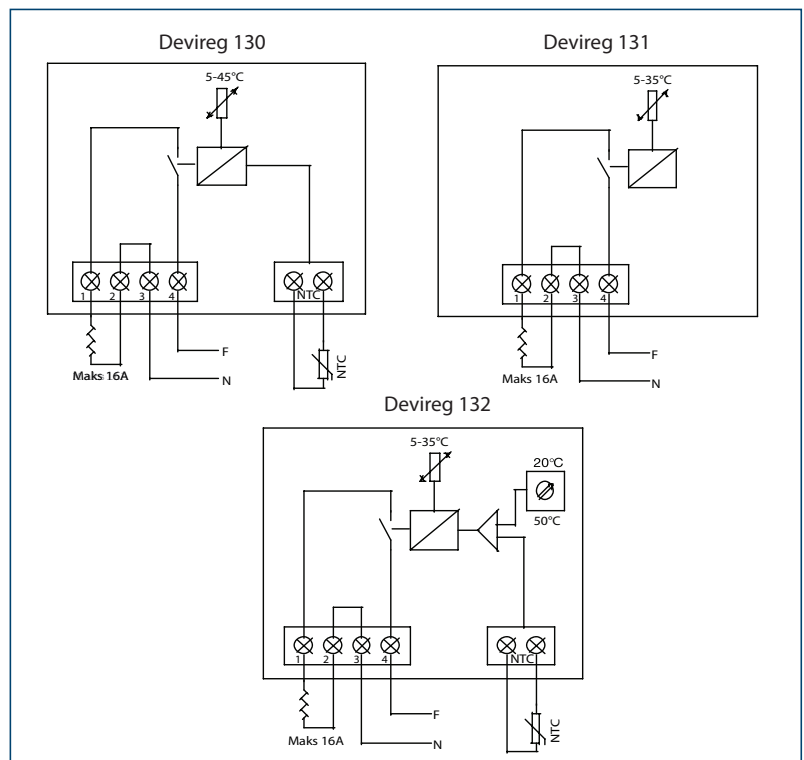 Devireg 130
5-45°C
1 2 3 4
NTC
F
N
Maks 16A
NTC
Devireg 131
5-35°C
1 2 3 4
F
N
Maks 16A
Devireg 132
5-35°C
20°C
50°C
1 2 3 4
NTC
F
N
Maks 16A
NTC